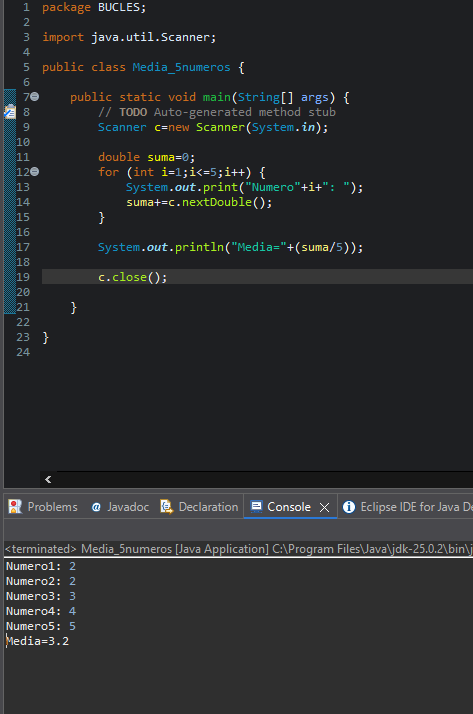 1 package BUCLES;
2
3 import java.util.Scanner;
4
5 public class Media_5numeros {
6
7 public static void main(String[] args) {
8 // TODO Auto-generated method stub
9 Scanner c=new Scanner(System.in);
10
11 double suma=0;
12 for (int i=1;i<=5;i++) {
13 System.out.print("Numero"+i+": ");
14 suma+=c.nextDouble();
15 }
16
17 System.out.println("Media="+(suma/5));
18
19 c.close();
20
21 }
22
23 }
24
Problems @ Javadoc Declaration Console Eclipse IDE for Java De
<terminated> Media_5numeros [Java Application] C:\Program Files\Java\jdk-25.0.2\bin\j
Numero1: 2
Numero2: 2
Numero3: 3
Numero4: 4
Numero5: 5
Media=3.2